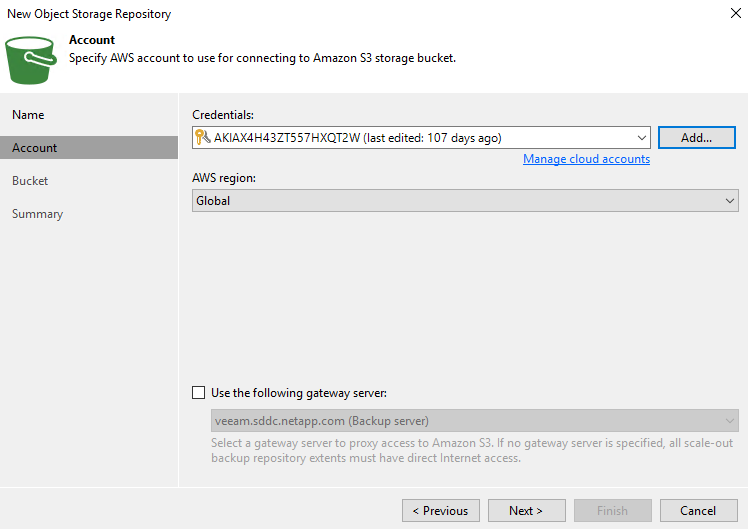 New Object Storage Repository
Account
Specify AWS account to use for connecting to Amazon S3 storage bucket.
Name
Account
Bucket
Summary
Credentials:
AKIAX4H43ZT557HXQT2W (last edited: 107 days ago)
Add...
Manage cloud accounts
AWS region:
Global
Use the following gateway server:
veeam.sddc.netapp.com (Backup server)
Select a gateway server to proxy access to Amazon S3. If no gateway server is specified, all scale-out
backup repository extents must have direct Internet access.
< Previous
Next >
Finish
Cancel